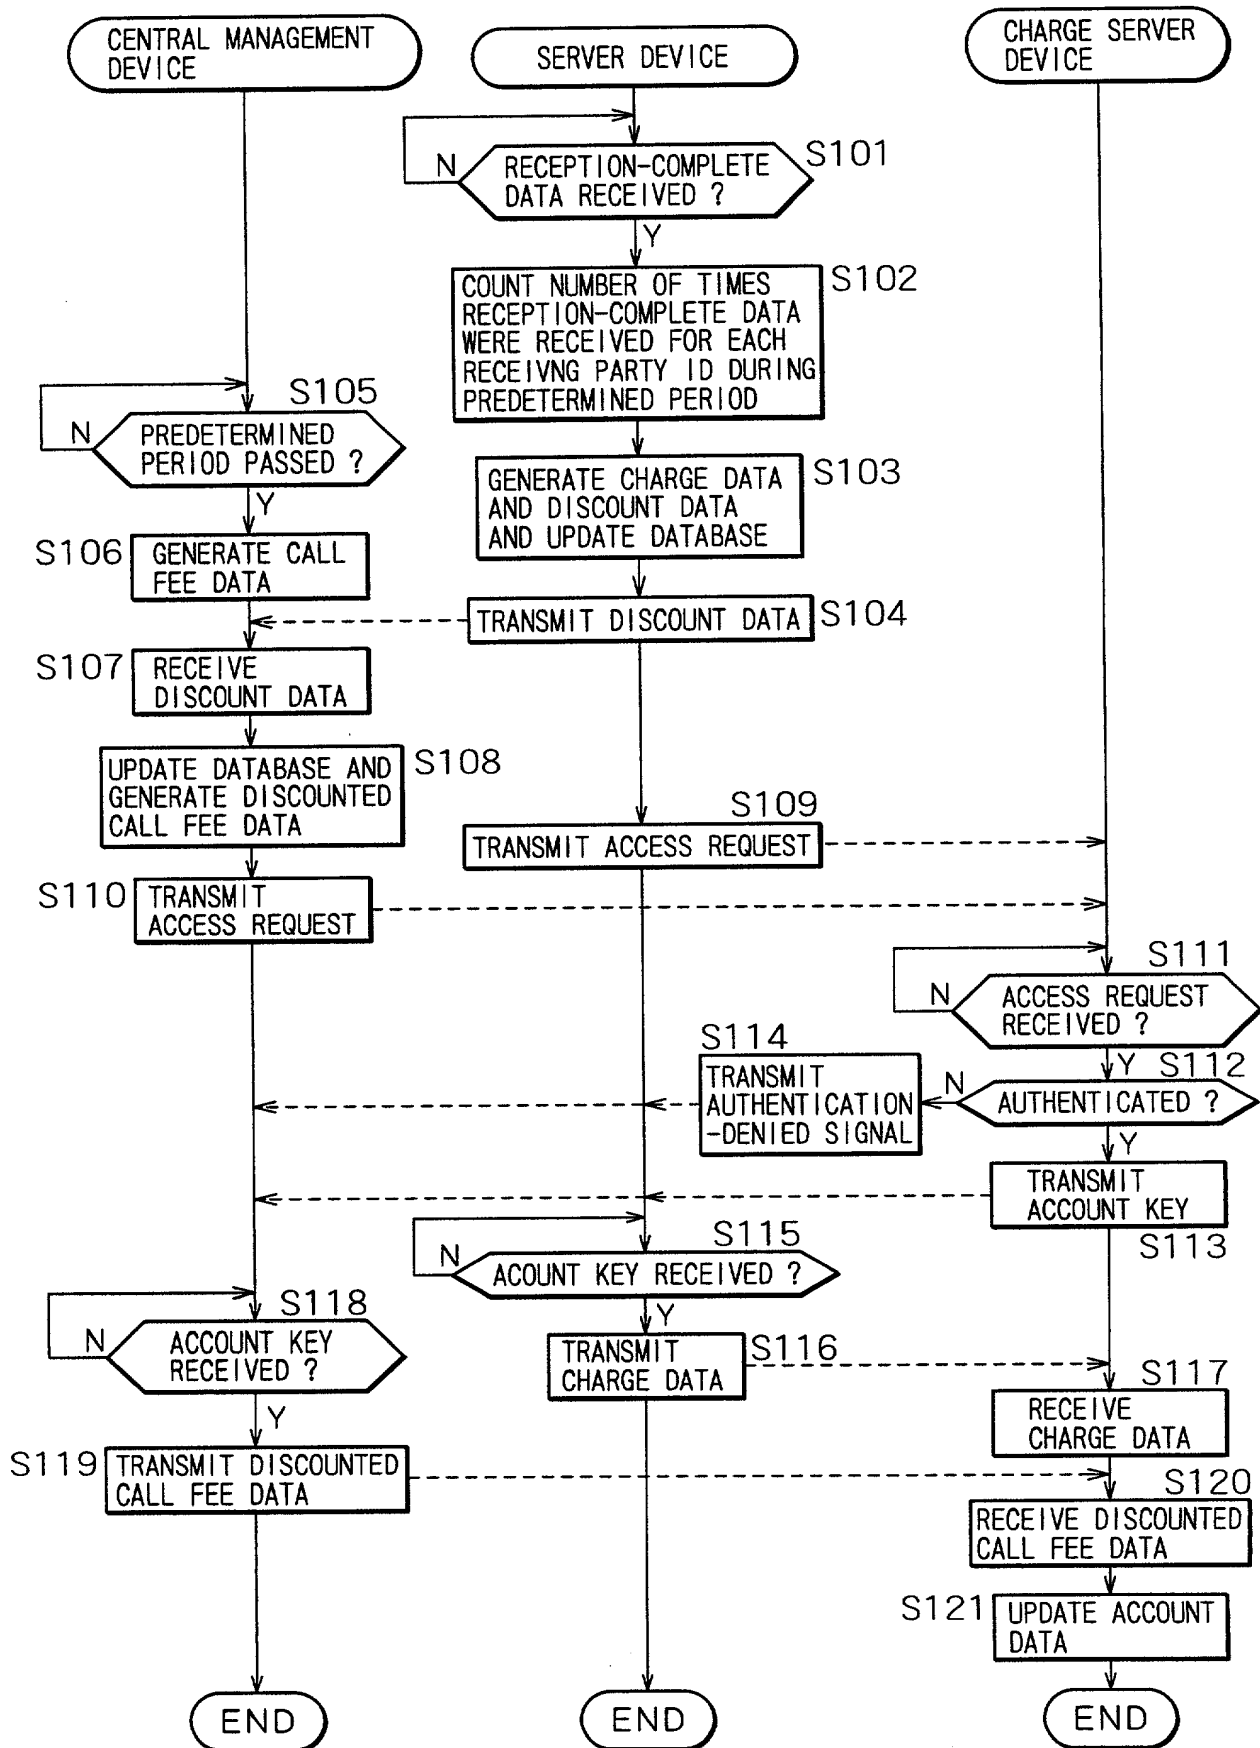 CENTRAL MANAGEMENT
DEVICE
SERVER DEVICE
CHARGE SERVER
DEVICE
N
RECEPTION-COMPLETE
DATA RECEIVED ?
S101
Y
COUNT NUMBER OF TIMES
RECEPTION-COMPLETE DATA
WERE RECEIVED FOR EACH
RECEIVNG PARTY ID DURING
PREDETERMINED PERIOD
S102
S105
N
PREDETERMINED
PERIOD PASSED ?
Y
GENERATE CHARGE DATA
AND DISCOUNT DATA
AND UPDATE DATABASE
S103
S106
GENERATE CALL
FEE DATA
TRANSMIT DISCOUNT DATA
S104
S107
RECEIVE
DISCOUNT DATA
UPDATE DATABASE AND
GENERATE DISCOUNTED
CALL FEE DATA
S108
S109
TRANSMIT ACCESS REQUEST
S110
TRANSMIT
ACCESS REQUEST
S111
N
ACCESS REQUEST
RECEIVED ?
Y
S112
N
AUTHENTICATED ?
Y
S114
TRANSMIT
AUTHENTICATION
-DENIED SIGNAL
TRANSMIT
ACCOUNT KEY
S113
S115
N
ACOUNT KEY RECEIVED ?
Y
S118
N
ACCOUNT KEY
RECEIVED ?
Y
TRANSMIT
CHARGE DATA
S116
S117
RECEIVE
CHARGE DATA
S119
TRANSMIT DISCOUNTED
CALL FEE DATA
S120
RECEIVE DISCOUNTED
CALL FEE DATA
S121
UPDATE ACCOUNT
DATA
END
END
END